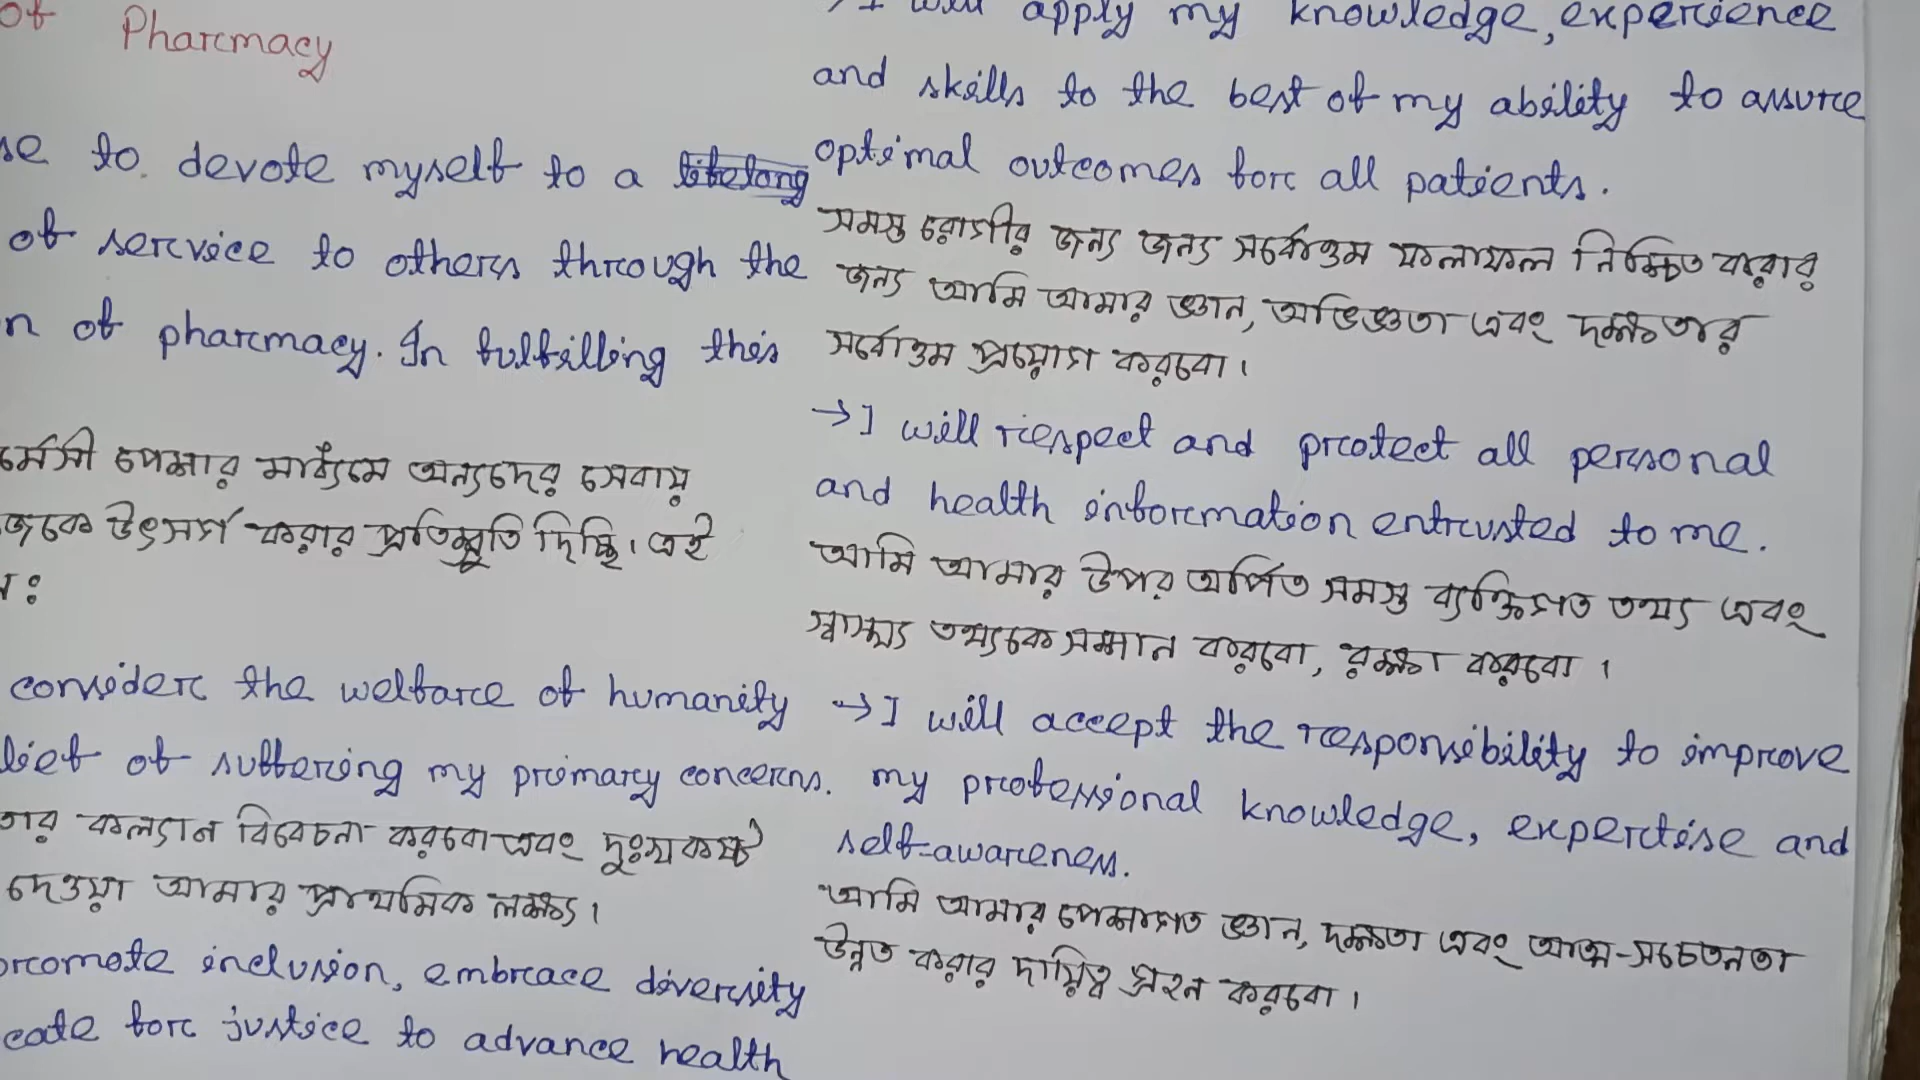 of Pharmacy
to devote myself to a lifelong
of service to others through the
of pharmacy. In fulfilling this
পেশার মাধ্যমে অন্যদের সেবায়
উৎসর্গ করার প্রতিশ্রুতি দিচ্ছি। এই
consider the welfare of humanity
of suffering my primary concerns.
কল্যান বিবেচনা করবো এবং দুঃখকষ্ট
দেওয়া আমার প্রাথমিক লক্ষ্য।
promote inclusion, embrace diversity
for justice to advance health
I will apply my knowledge, experience
and skills to the best of my ability to assure
optimal outcomes for all patients.
সমস্ত রোগীর জন্য জন্য সর্বোত্তম ফলাফল নিশ্চিত করার
জন্য আমি আমার জ্ঞান, অভিজ্ঞতা এবং দক্ষতার
সর্বোত্তম প্রয়োগ করবো।
→ I will respect and protect all personal
and health information entrusted to me.
আমি আমার উপর অর্পিত সমস্ত ব্যক্তিগত তথ্য এবং
স্বাস্থ্য তথ্যকে সম্মান করবো, রক্ষা করবো।
→ I will accept the responsibility to improve
my professional knowledge, expertise and
self-awareness.
আমি আমার পেশাগত জ্ঞান, দক্ষতা এবং আত্ম-সচেতনতা
উন্নত করার দায়িত্ব গ্রহন করবো।